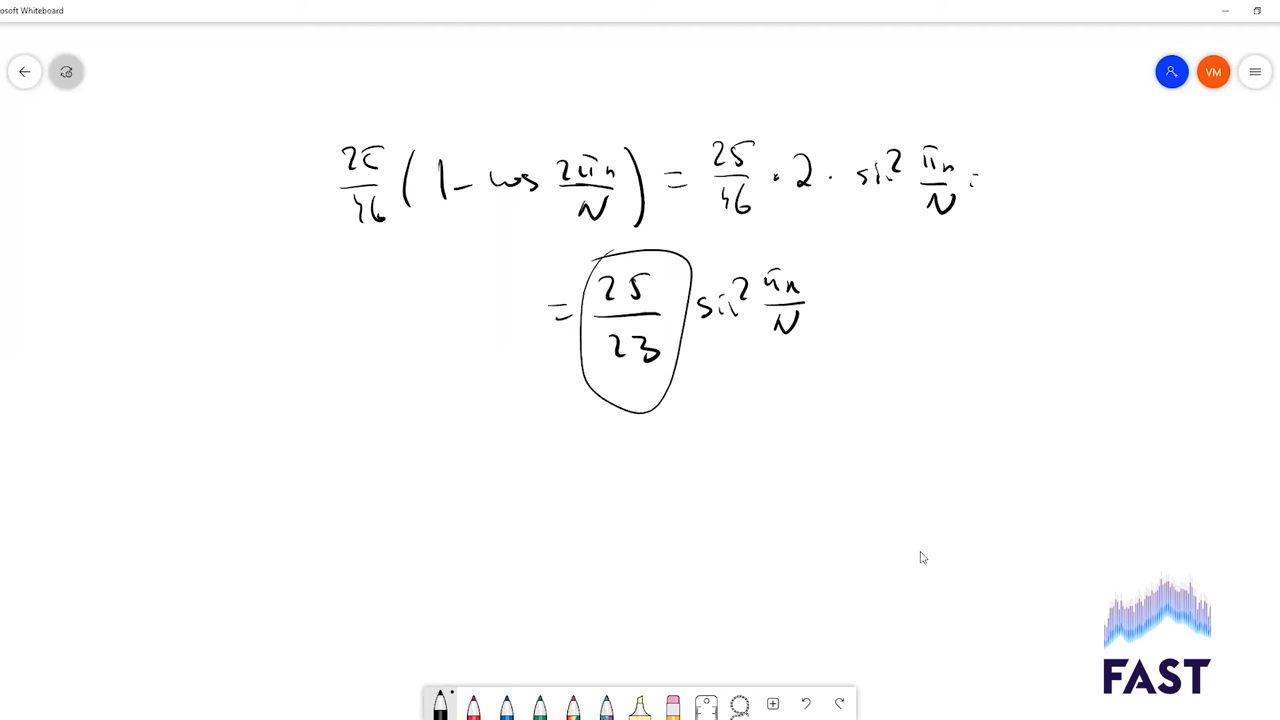 osoft Whiteboard
VM
25/46 ( 1 - cos 2πn/N ) = 25/46 · 2 · sin² πn/N =
= 25/23 sin² πn/N
FAST